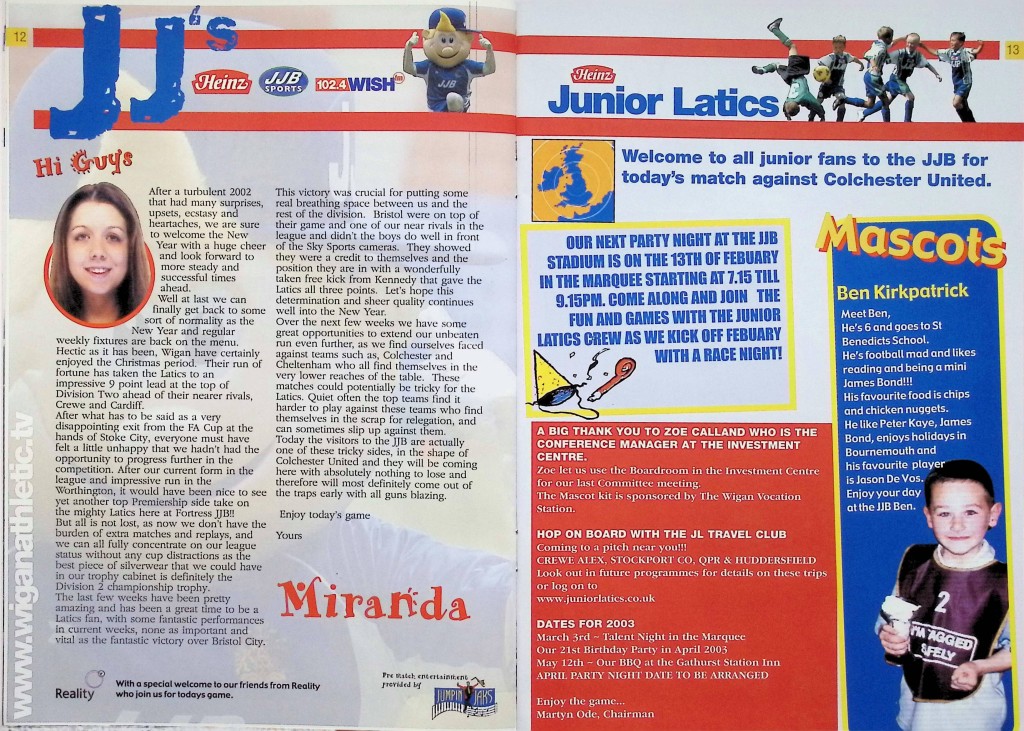 12
JJ's
Heinz
JJB
SPORTS
102.4 WISH fm
JJB
Hi Guys
After a turbulent 2002
that had many surprises,
upsets, ecstasy and
heartaches, we are sure
to welcome the New
Year with a huge cheer
and look forward to
more steady and
successful times
ahead.
Well at last we can
finally get back to some
sort of normality as the
New Year and regular
weekly fixtures are back on the menu.
Hectic as it has been, Wigan have certainly
enjoyed the Christmas period. Their run of
fortune has taken the Latics to an
impressive 9 point lead at the top of
Division Two ahead of their nearer rivals,
Crewe and Cardiff.
After what has to be said as a very
disappointing exit from the FA Cup at the
hands of Stoke City, everyone must have
felt a little unhappy that we hadn't had the
opportunity to progress further in the
competition. After our current form in the
league and impressive run in the
Worthington, it would have been nice to see
yet another top Premiership side take on
the mighty Latics here at Fortress JJB!!
But all is not lost, as now we don't have the
burden of extra matches and replays, and
we can all fully concentrate on our league
status without any cup distractions as the
best piece of silverwear that we could have
in our trophy cabinet is definitely the
Division 2 championship trophy.
The last few weeks have been pretty
amazing and has been a great time to be a
Latics fan, with some fantastic performances
in current weeks, none as important and
vital as the fantastic victory over Bristol City.
This victory was crucial for putting some
real breathing space between us and the
rest of the division. Bristol were on top of
their game and one of our near rivals in the
league and didn't the boys do well in front
of the Sky Sports cameras. They showed
they were a credit to themselves and the
position they are in with a wonderfully
taken free kick from Kennedy that gave the
Latics all three points. Let's hope this
determination and sheer quality continues
well into the New Year.
Over the next few weeks we have some
great opportunities to extend our unbeaten
run even further, as we find ourselves faced
against teams such as, Colchester and
Cheltenham who all find themselves in the
very lower reaches of the table. These
matches could potentially be tricky for the
Latics. Quiet often the top teams find it
harder to play against these teams who find
themselves in the scrap for relegation, and
can sometimes slip up against them.
Today the visitors to the JJB are actually
one of these tricky sides, in the shape of
Colchester United and they will be coming
here with absolutely nothing to lose and
therefore will most definitely come out of
the traps early with all guns blazing.
Enjoy today's game
Yours
Miranda
www.wiganathletic.tv
Reality
With a special welcome to our friends from Reality
who join us for todays game.
Pre match entertainment
provided by
JUMPIN JAKS
13
Heinz
Junior Latics
Welcome to all junior fans to the JJB for
today's match against Colchester United.
OUR NEXT PARTY NIGHT AT THE JJB
STADIUM IS ON THE 13TH OF FEBUARY
IN THE MARQUEE STARTING AT 7.15 TILL
9.15PM. COME ALONG AND JOIN THE
FUN AND GAMES WITH THE JUNIOR
LATICS CREW AS WE KICK OFF FEBUARY
WITH A RACE NIGHT!
A BIG THANK YOU TO ZOE CALLAND WHO IS THE
CONFERENCE MANAGER AT THE INVESTMENT
CENTRE.
Zoe let us use the Boardroom in the Investment Centre
for our last Committee meeting.
The Mascot kit is sponsored by The Wigan Vocation
Station.
HOP ON BOARD WITH THE JL TRAVEL CLUB
Coming to a pitch near you!!!
CREWE ALEX, STOCKPORT CO, QPR & HUDDERSFIELD
Look out in future programmes for details on these trips
or log on to
www.juniorlatics.co.uk
DATES FOR 2003
March 3rd – Talent Night in the Marquee
Our 21st Birthday Party in April 2003
May 12th – Our BBQ at the Gathurst Station Inn
APRIL PARTY NIGHT DATE TO BE ARRANGED
Enjoy the game...
Martyn Ode, Chairman
Mascots
Ben Kirkpatrick
Meet Ben,
He's 6 and goes to St
Benedicts School.
He's football mad and likes
reading and being a mini
James Bond!!!
His favourite food is chips
and chicken nuggets.
He like Peter Kaye, James
Bond, enjoys holidays in
Bournemouth and
his favourite player
is Jason De Vos.
Enjoy your day
at the JJB Ben.
2